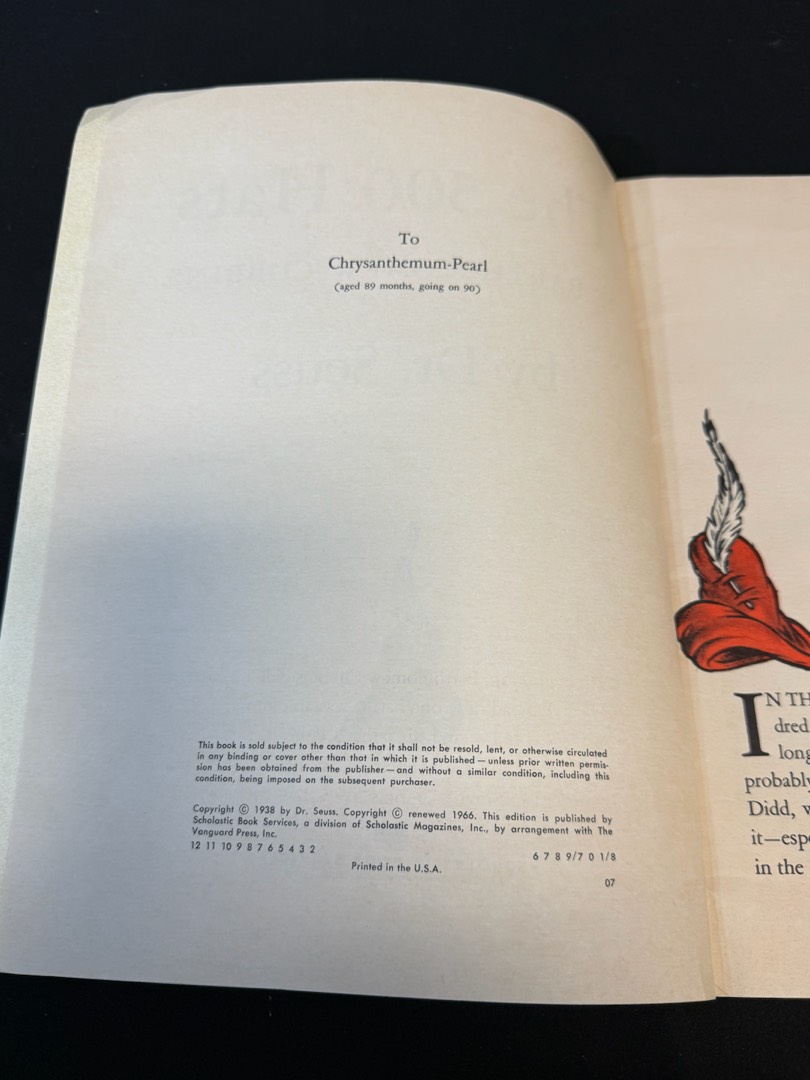 To
Chrysanthemum-Pearl
(aged 89 months, going on 90)
This book is sold subject to the condition that it shall not be resold, lent, or otherwise circulated
in any binding or cover other than that in which it is published — unless prior written permis-
sion has been obtained from the publisher — and without a similar condition, including this
condition, being imposed on the subsequent purchaser.
Copyright © 1938 by Dr. Seuss. Copyright © renewed 1966. This edition is published by
Scholastic Book Services, a division of Scholastic Magazines, Inc., by arrangement with The
Vanguard Press, Inc.
12 11 10 9 8 7 6 5 4 3 2 6 7 8 9/7 0 1/8
Printed in the U.S.A.
07
IN TH
dred
long
probably
Didd, w
it—esp
in the